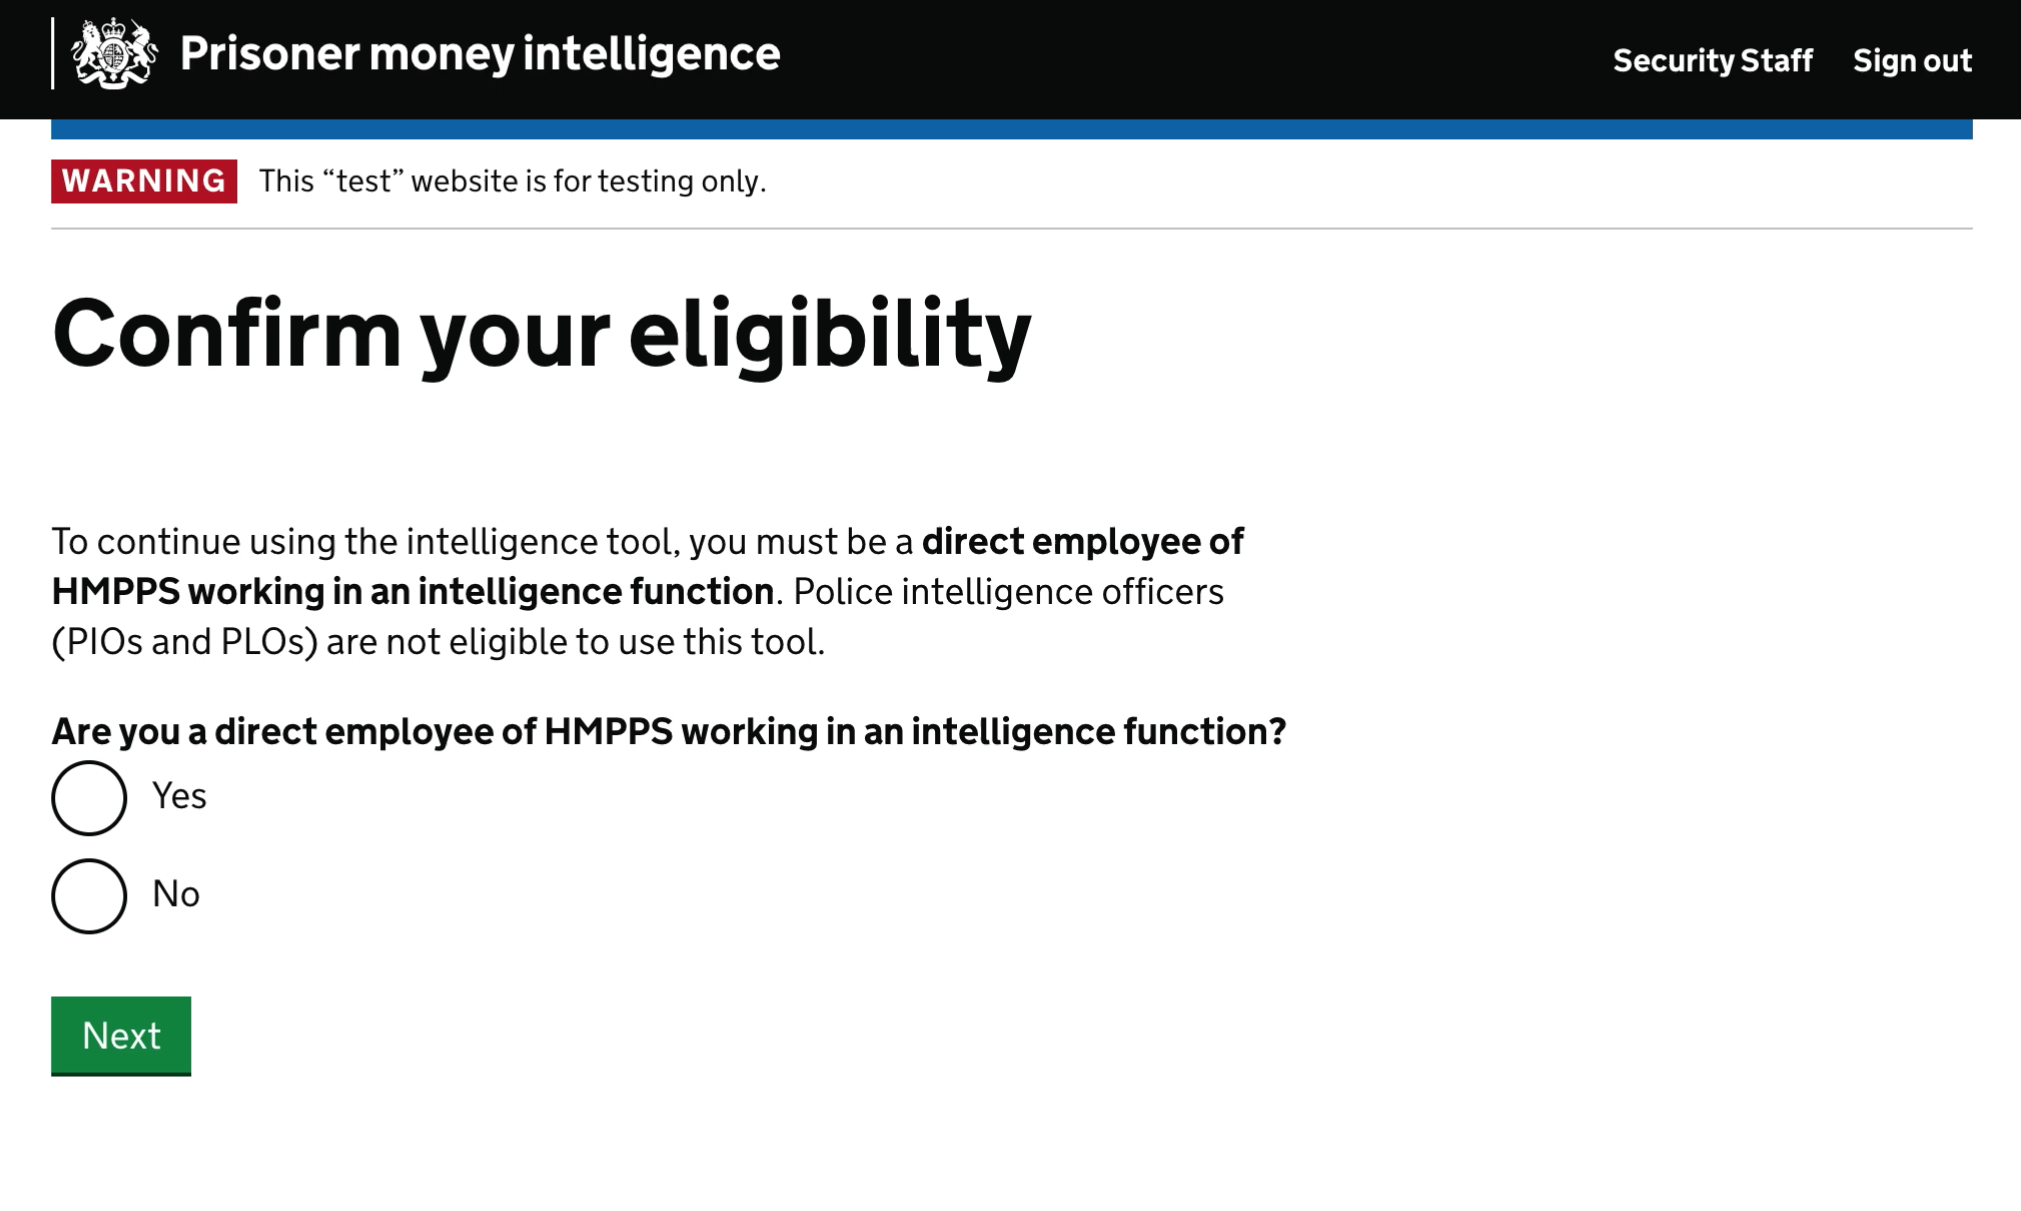 Prisoner money intelligence
Security Staff
Sign out
WARNING This “test” website is for testing only.
Confirm your eligibility
To continue using the intelligence tool, you must be a direct employee of
HMPPS working in an intelligence function. Police intelligence officers
(PIOs and PLOs) are not eligible to use this tool.
Are you a direct employee of HMPPS working in an intelligence function?
Yes
No
Next